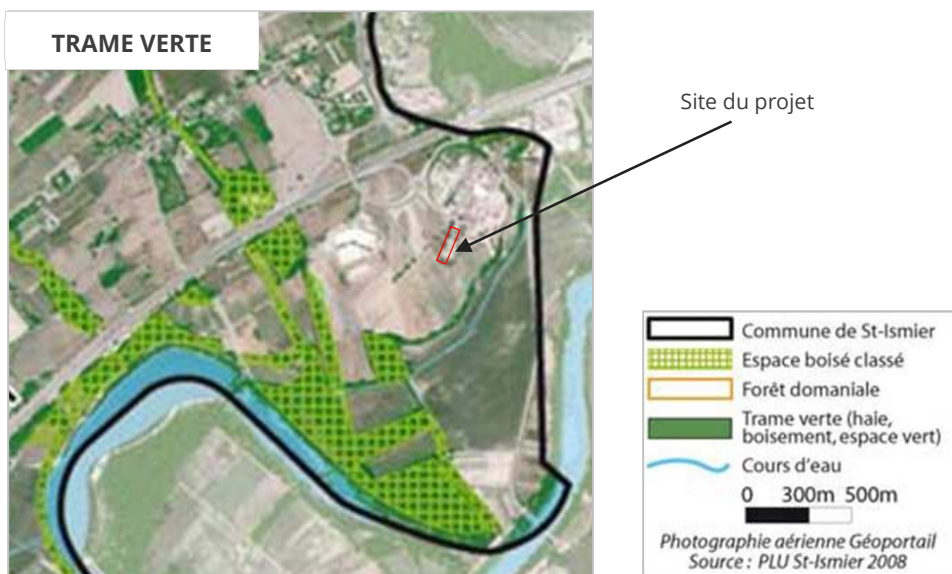 TRAME VERTE
Site du projet
Commune de St-Ismier
Espace boisé classé
Forêt domaniale
Trame verte (haie,
boisement, espace vert)
Cours d'eau
0 300m 500m
Photographie aérienne Géoportail
Source : PLU St-Ismier 2008